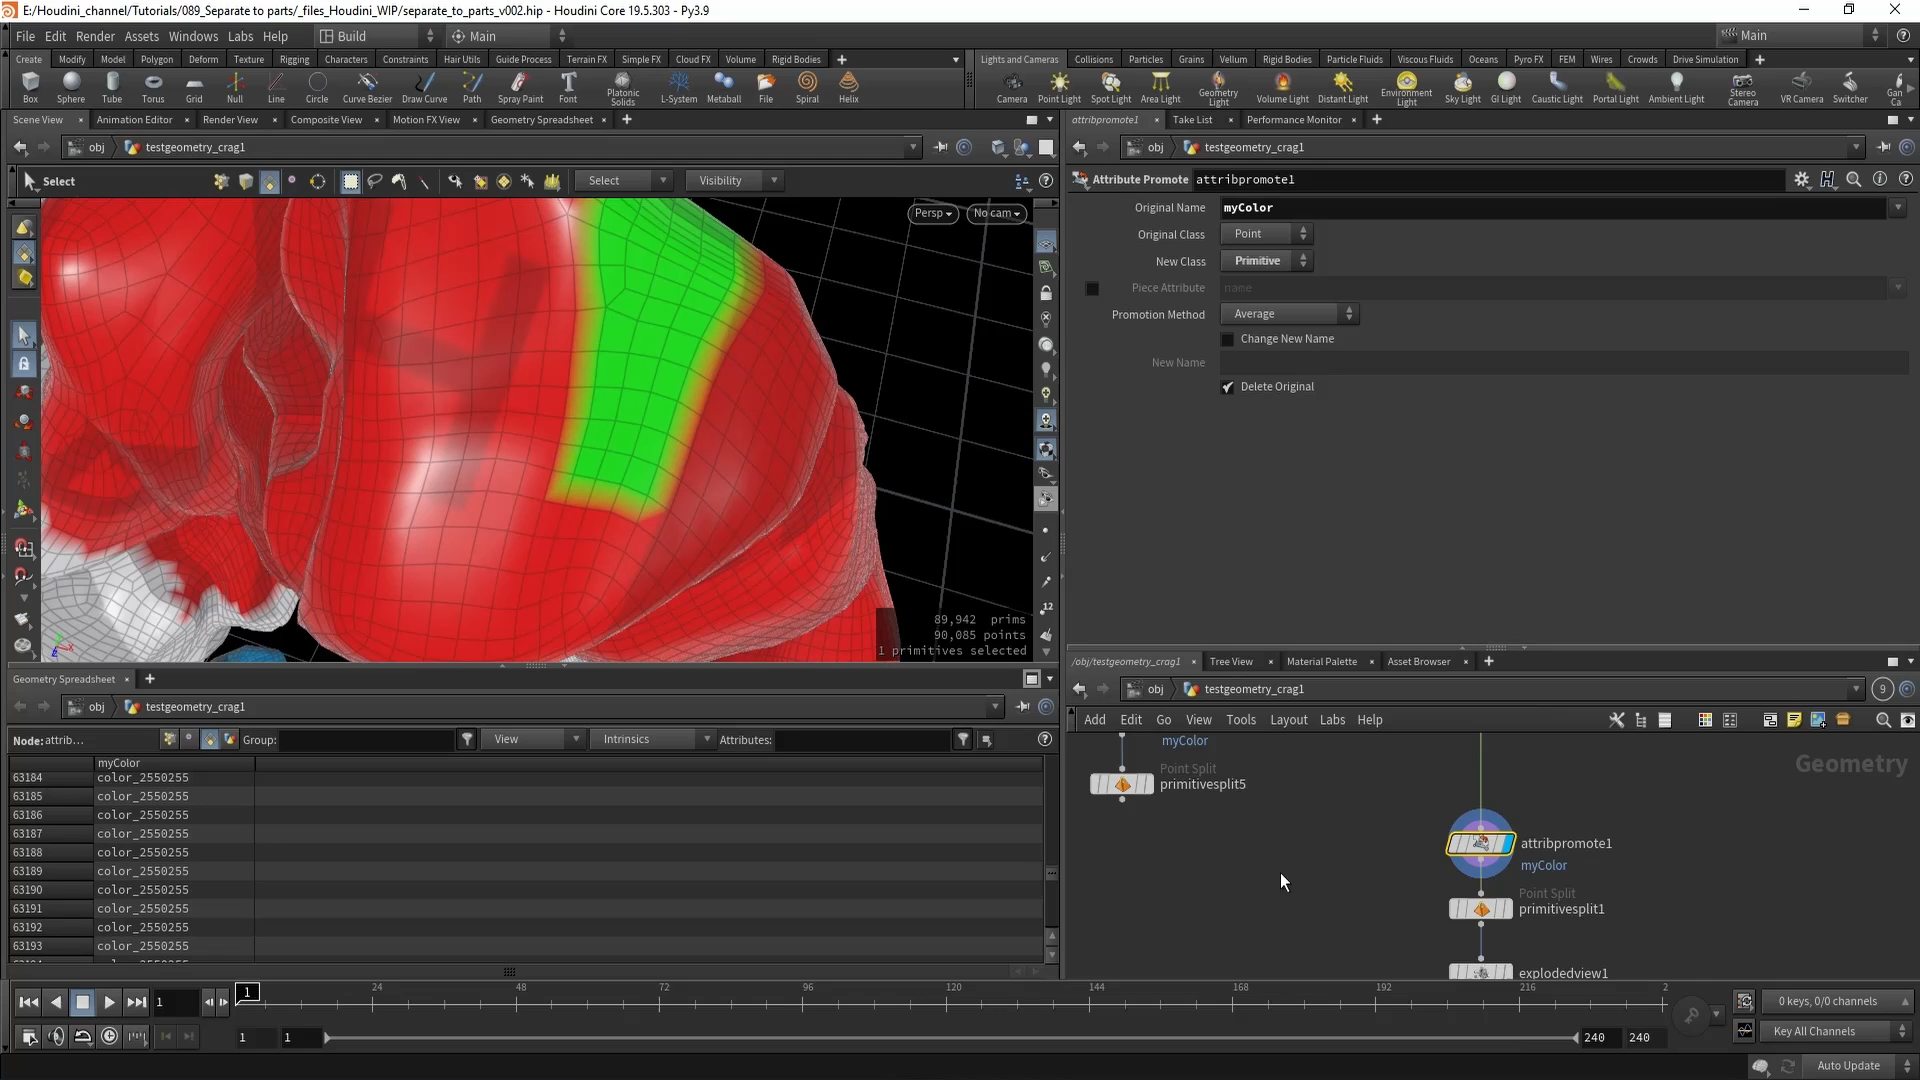 E:/Houdini_channel/Tutorials/089_Separate to parts/_files_Houdini_WIP/separate_to_parts_v002.hip - Houdini Core 19.5.303 - Py3.9
File Edit Render Assets Windows Labs Help Build Main Main
Create Modify Model Polygon Deform Texture Rigging Characters Constraints Hair Utils Guide Process Terrain FX Simple FX Cloud FX Volume Rigid Bodies
Lights and Cameras Collisions Particles Grains Vellum Rigid Bodies Particle Fluids Viscous Fluids Oceans Pyro FX FEM Wires Crowds Drive Simulation
Box Sphere Tube Torus Grid Null Line Circle Curve Bezier Draw Curve Path Spray Paint Font Platonic Solids L-System Metaball File Spiral Helix
Camera Point Light Spot Light Area Light Geometry Light Volume Light Distant Light Environment Light Sky Light GI Light Caustic Light Portal Light Ambient Light Stereo Camera VR Camera Switcher Gan Ca
Scene View Animation Editor Render View Composite View Motion FX View Geometry Spreadsheet
attribpromote1 Take List Performance Monitor
obj testgeometry_crag1
obj testgeometry_crag1
Select Select Visibility
Attribute Promote attribpromote1
Persp No cam
Original Name myColor
Original Class Point
New Class Primitive
Piece Attribute name
Promotion Method Average
Change New Name
New Name
Delete Original
12
89,942 prims
90,085 points
1 primitives selected
/obj/testgeometry_crag1 Tree View Material Palette Asset Browser
Geometry Spreadsheet
obj testgeometry_crag1 9
obj testgeometry_crag1
Add Edit Go View Tools Layout Labs Help
Node: attrib... Group: View Intrinsics Attributes:
myColor
63184 color_2550255
63185 color_2550255
63186 color_2550255
63187 color_2550255
63188 color_2550255
63189 color_2550255
63190 color_2550255
63191 color_2550255
63192 color_2550255
63193 color_2550255
myColor
Point Split
primitivesplit5
Geometry
attribpromote1
myColor
Point Split
primitivesplit1
explodedview1
1 1 24 48 72 96 120 144 168 192 216 2
0 keys, 0/0 channels
1 1 240 240
Key All Channels
Auto Update